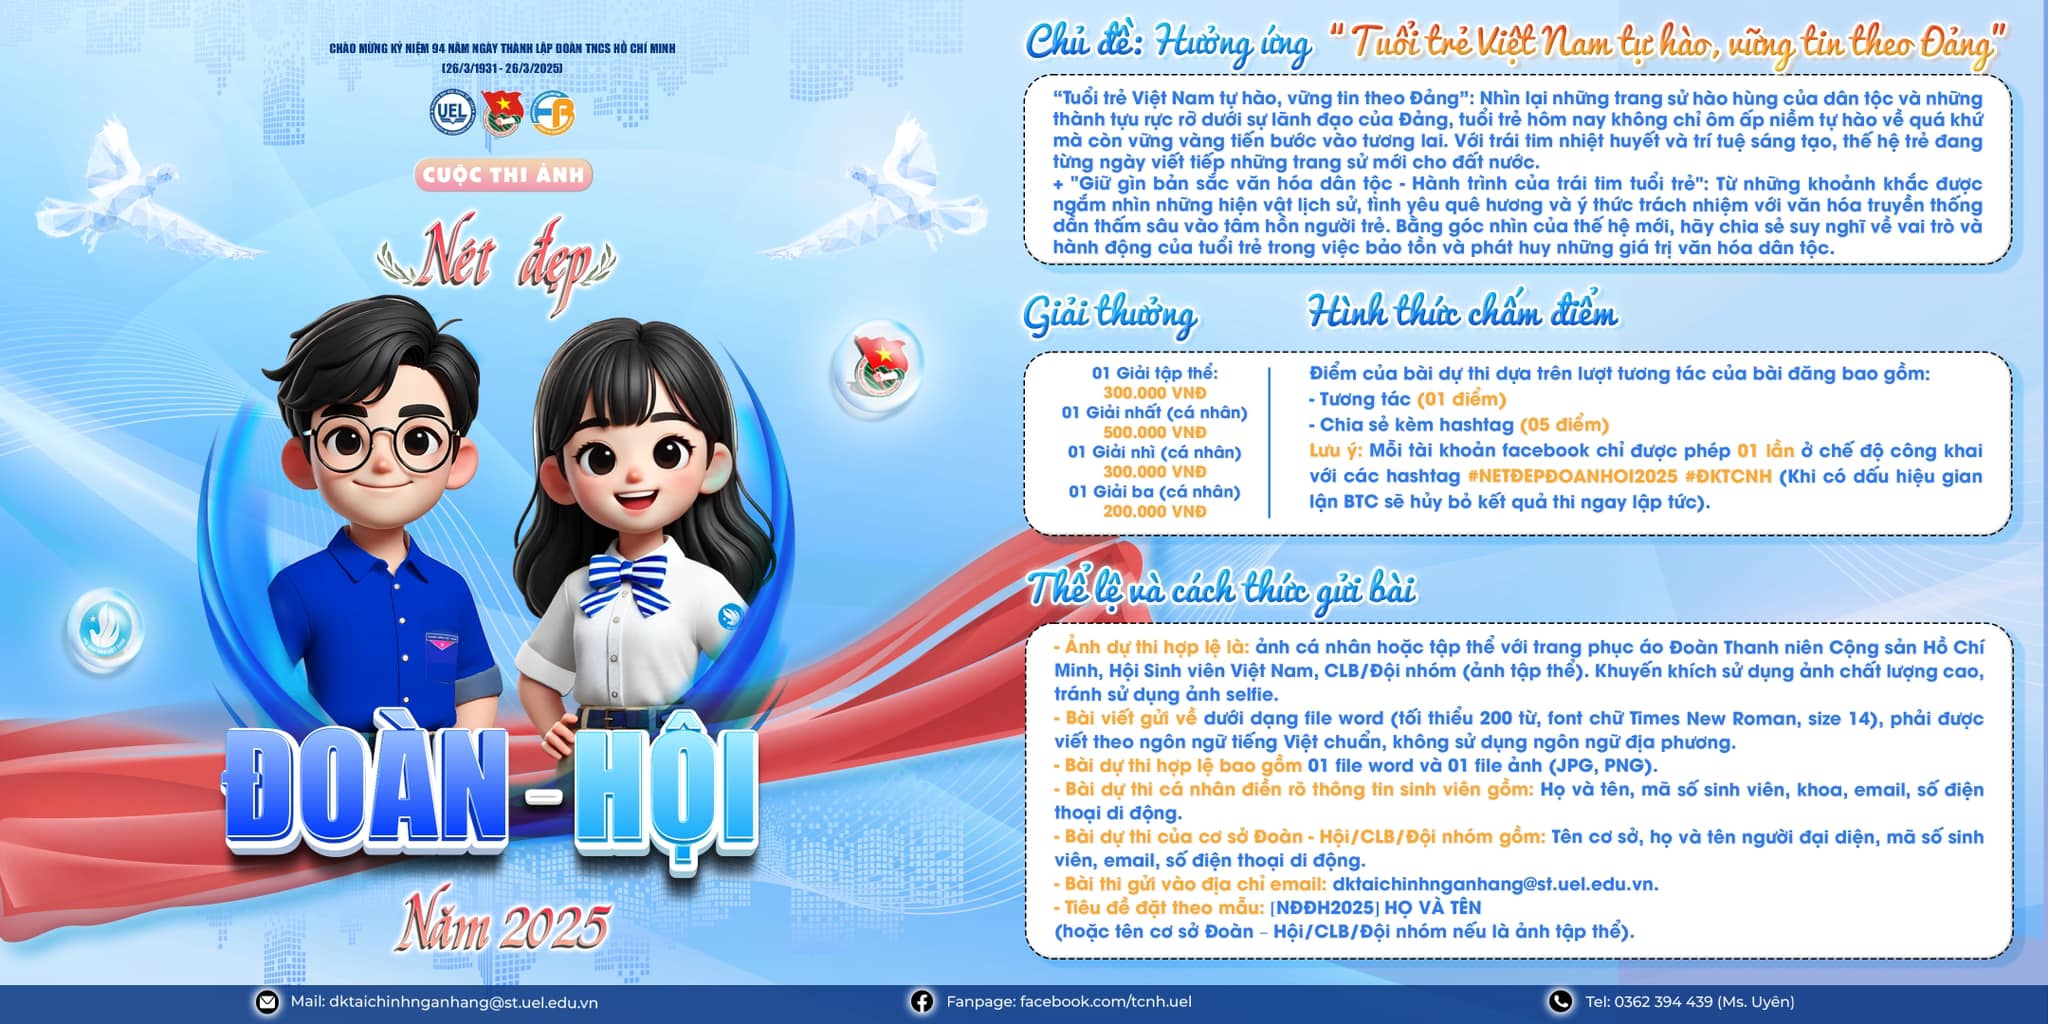 CHÀO MỪNG KỶ NIỆM 94 NĂM NGÀY THÀNH LẬP ĐOÀN TNCS HỒ CHÍ MINH
(26/3/1931 - 26/3/2025)
UEL
CUỘC THI ẢNH
Nét đẹp
ĐOÀN - HỘI
Năm 2025
Chủ đề: Hưởng ứng “Tuổi trẻ Việt Nam tự hào, vững tin theo Đảng”
“Tuổi trẻ Việt Nam tự hào, vững tin theo Đảng”: Nhìn lại những trang sử hào hùng của dân tộc và những
thành tựu rực rỡ dưới sự lãnh đạo của Đảng, tuổi trẻ hôm nay không chỉ ôm ấp niềm tự hào về quá khứ
mà còn vững vàng tiến bước vào tương lai. Với trái tim nhiệt huyết và trí tuệ sáng tạo, thế hệ trẻ đang
từng ngày viết tiếp những trang sử mới cho đất nước.
+ "Giữ gìn bản sắc văn hóa dân tộc - Hành trình của trái tim tuổi trẻ": Từ những khoảnh khắc được
ngắm nhìn những hiện vật lịch sử, tình yêu quê hương và ý thức trách nhiệm với văn hóa truyền thống
dần thấm sâu vào tâm hồn người trẻ. Bằng góc nhìn của thế hệ mới, hãy chia sẻ suy nghĩ về vai trò và
hành động của tuổi trẻ trong việc bảo tồn và phát huy những giá trị văn hóa dân tộc.
Giải thưởng
01 Giải tập thể:
300.000 VNĐ
01 Giải nhất (cá nhân)
500.000 VNĐ
01 Giải nhì (cá nhân)
300.000 VNĐ
01 Giải ba (cá nhân)
200.000 VNĐ
Hình thức chấm điểm
Điểm của bài dự thi dựa trên lượt tương tác của bài đăng bao gồm:
- Tương tác (01 điểm)
- Chia sẻ kèm hashtag (05 điểm)
Lưu ý: Mỗi tài khoản facebook chỉ được phép 01 lần ở chế độ công khai
với các hashtag #NETĐEPĐOANHOI2025 #ĐKTCNH (Khi có dấu hiệu gian
lận BTC sẽ hủy bỏ kết quả thi ngay lập tức).
Thể lệ và cách thức gửi bài
- Ảnh dự thi hợp lệ là: ảnh cá nhân hoặc tập thể với trang phục áo Đoàn Thanh niên Cộng sản Hồ Chí
Minh, Hội Sinh viên Việt Nam, CLB/Đội nhóm (ảnh tập thể). Khuyến khích sử dụng ảnh chất lượng cao,
tránh sử dụng ảnh selfie.
- Bài viết gửi về dưới dạng file word (tối thiểu 200 từ, font chữ Times New Roman, size 14), phải được
viết theo ngôn ngữ tiếng Việt chuẩn, không sử dụng ngôn ngữ địa phương.
- Bài dự thi hợp lệ bao gồm 01 file word và 01 file ảnh (JPG, PNG).
- Bài dự thi cá nhân điền rõ thông tin sinh viên gồm: Họ và tên, mã số sinh viên, khoa, email, số điện
thoại di động.
- Bài dự thi của cơ sở Đoàn - Hội/CLB/Đội nhóm gồm: Tên cơ sở, họ và tên người đại diện, mã số sinh
viên, email, số điện thoại di động.
- Bài thi gửi vào địa chỉ email: dktaichinhnganhang@st.uel.edu.vn.
- Tiêu đề đặt theo mẫu: [NĐĐH2025] HỌ VÀ TÊN
(hoặc tên cơ sở Đoàn – Hội/CLB/Đội nhóm nếu là ảnh tập thể).
Mail: dktaichinhnganhang@st.uel.edu.vn
Fanpage: facebook.com/tcnh.uel
Tel: 0362 394 439 (Ms. Uyên)